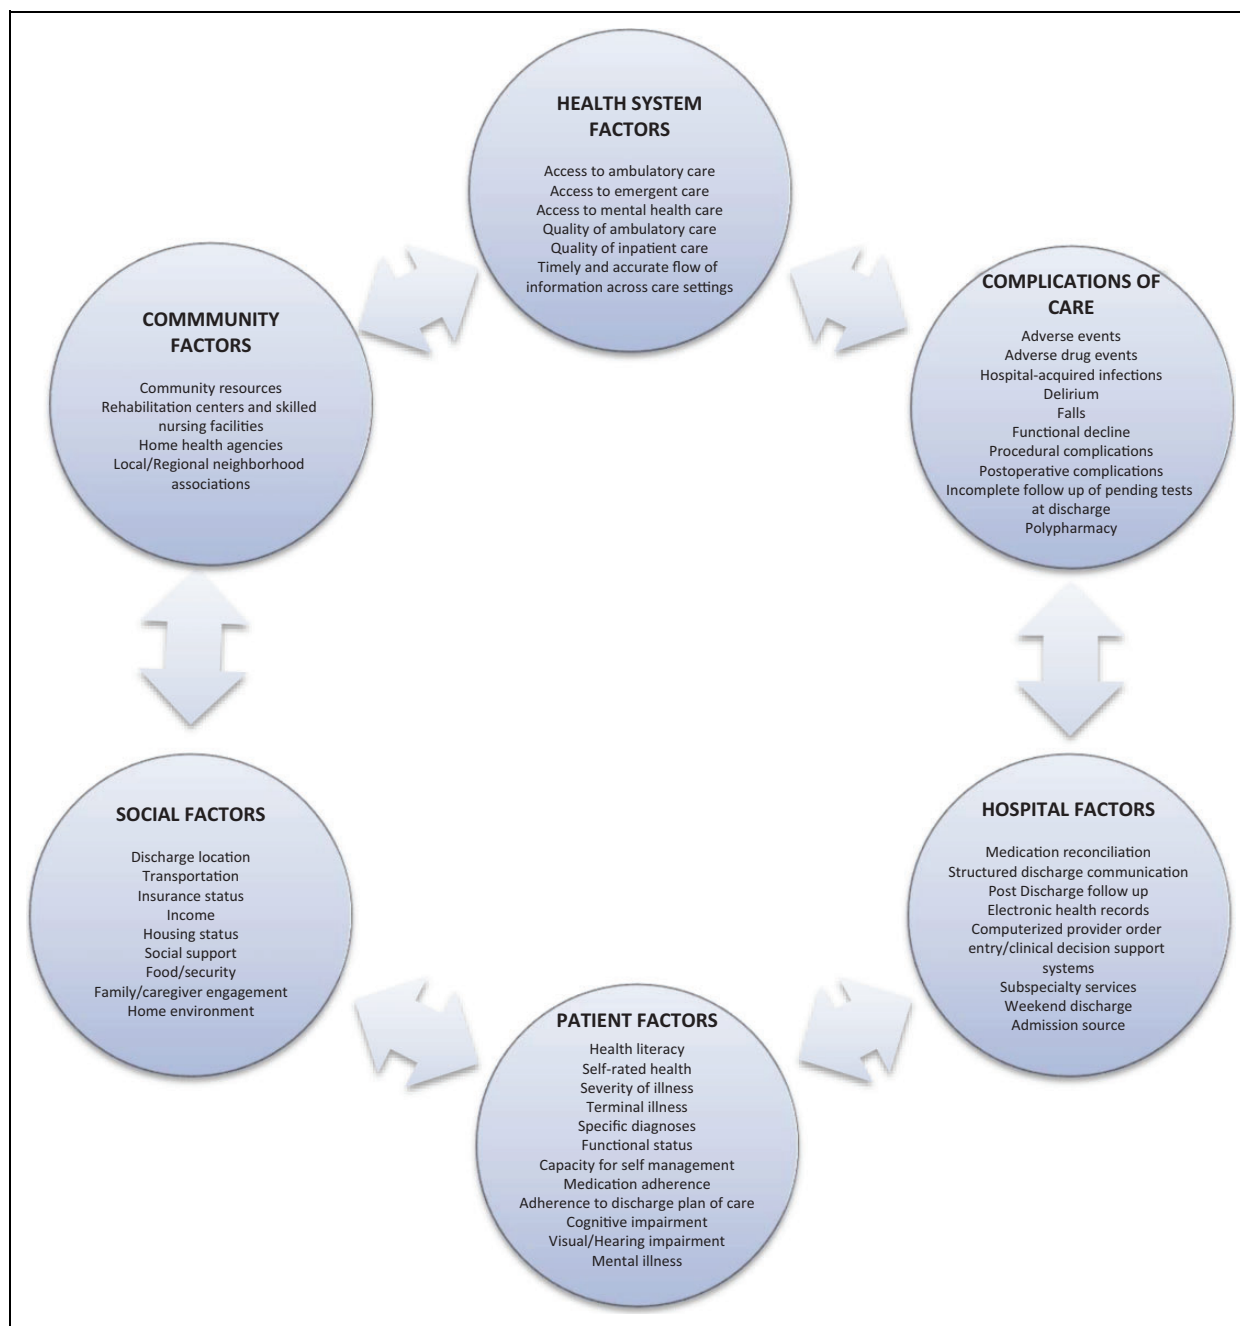 HEALTH SYSTEM
FACTORS
Access to ambulatory care
Access to emergent care
Access to mental health care
Quality of ambulatory care
Quality of inpatient care
Timely and accurate flow of
information across care settings
COMMMUNITY
FACTORS
Community resources
Rehabilitation centers and skilled
nursing facilities
Home health agencies
Local/Regional neighborhood
associations
COMPLICATIONS OF
CARE
Adverse events
Adverse drug events
Hospital-acquired infections
Delirium
Falls
Functional decline
Procedural complications
Postoperative complications
Incomplete follow up of pending tests
at discharge
Polypharmacy
SOCIAL FACTORS
Discharge location
Transportation
Insurance status
Income
Housing status
Social support
Food/security
Family/caregiver engagement
Home environment
HOSPITAL FACTORS
Medication reconciliation
Structured discharge communication
Post Discharge follow up
Electronic health records
Computerized provider order
entry/clinical decision support
systems
Subspecialty services
Weekend discharge
Admission source
PATIENT FACTORS
Health literacy
Self-rated health
Severity of illness
Terminal illness
Specific diagnoses
Functional status
Capacity for self management
Medication adherence
Adherence to discharge plan of care
Cognitive impairment
Visual/Hearing impairment
Mental illness